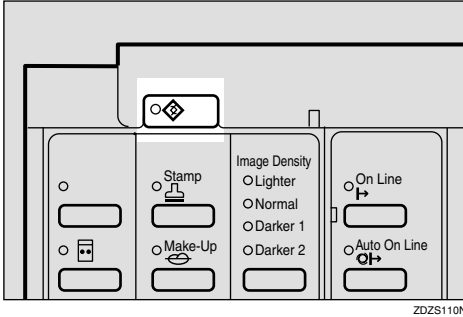 Stamp
Make-Up
Image Density
Lighter
Normal
Darker 1
Darker 2
On Line
Auto On Line
ZDZS110N